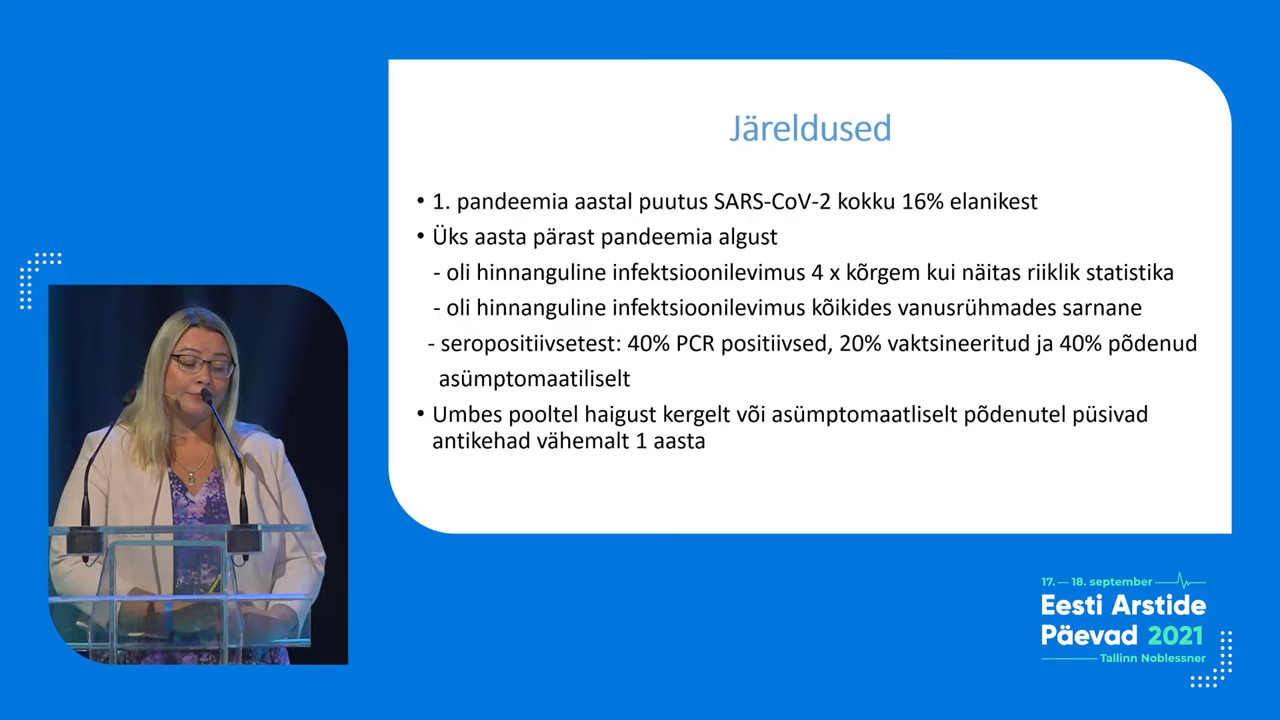 Järeldused
• 1. pandeemia aastal puutus SARS-CoV-2 kokku 16% elanikest
• Üks aasta pärast pandeemia algust
- oli hinnanguline infektsioonilevimus 4 x kõrgem kui näitas riiklik statistika
- oli hinnanguline infektsioonilevimus kõikides vanusrühmades sarnane
- seropositiivsetest: 40% PCR positiivsed, 20% vaktsineeritud ja 40% põdenud
asümptomaatiliselt
• Umbes pooltel haigust kergelt või asümptomaatliselt põdenutel püsivad
antikehad vähemalt 1 aasta
17. — 18. september
Eesti Arstide
Päevad 2021
Tallinn Noblessner